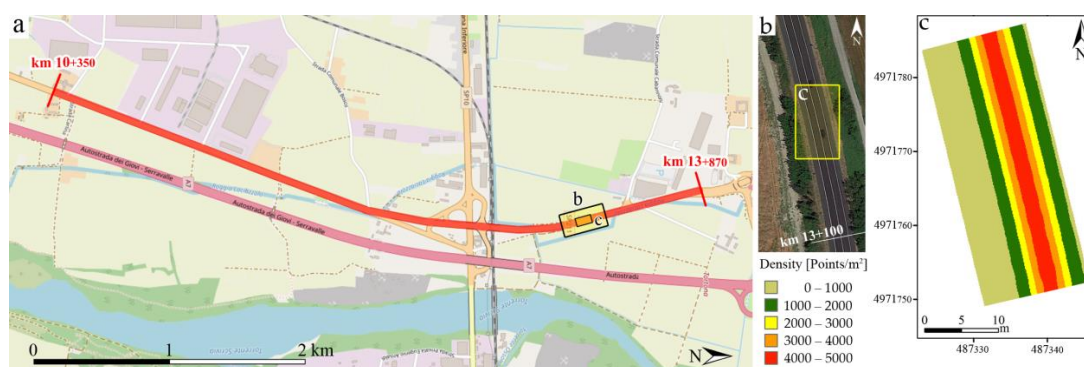 a
km 10+350
SP10
km 13+870
b
c
Autostrada dei Giovi - Serravalle
A7
Autostrada dei Giovi - Serravalle
A7
Autostrada
0 1 2 km
N
b
N
c
km 13+100
Density [Points/m²]
0 – 1000
1000 – 2000
2000 – 3000
3000 – 4000
4000 – 5000
c
N
4971780
4971770
4971760
4971750
0 5 10
m
487330 487340